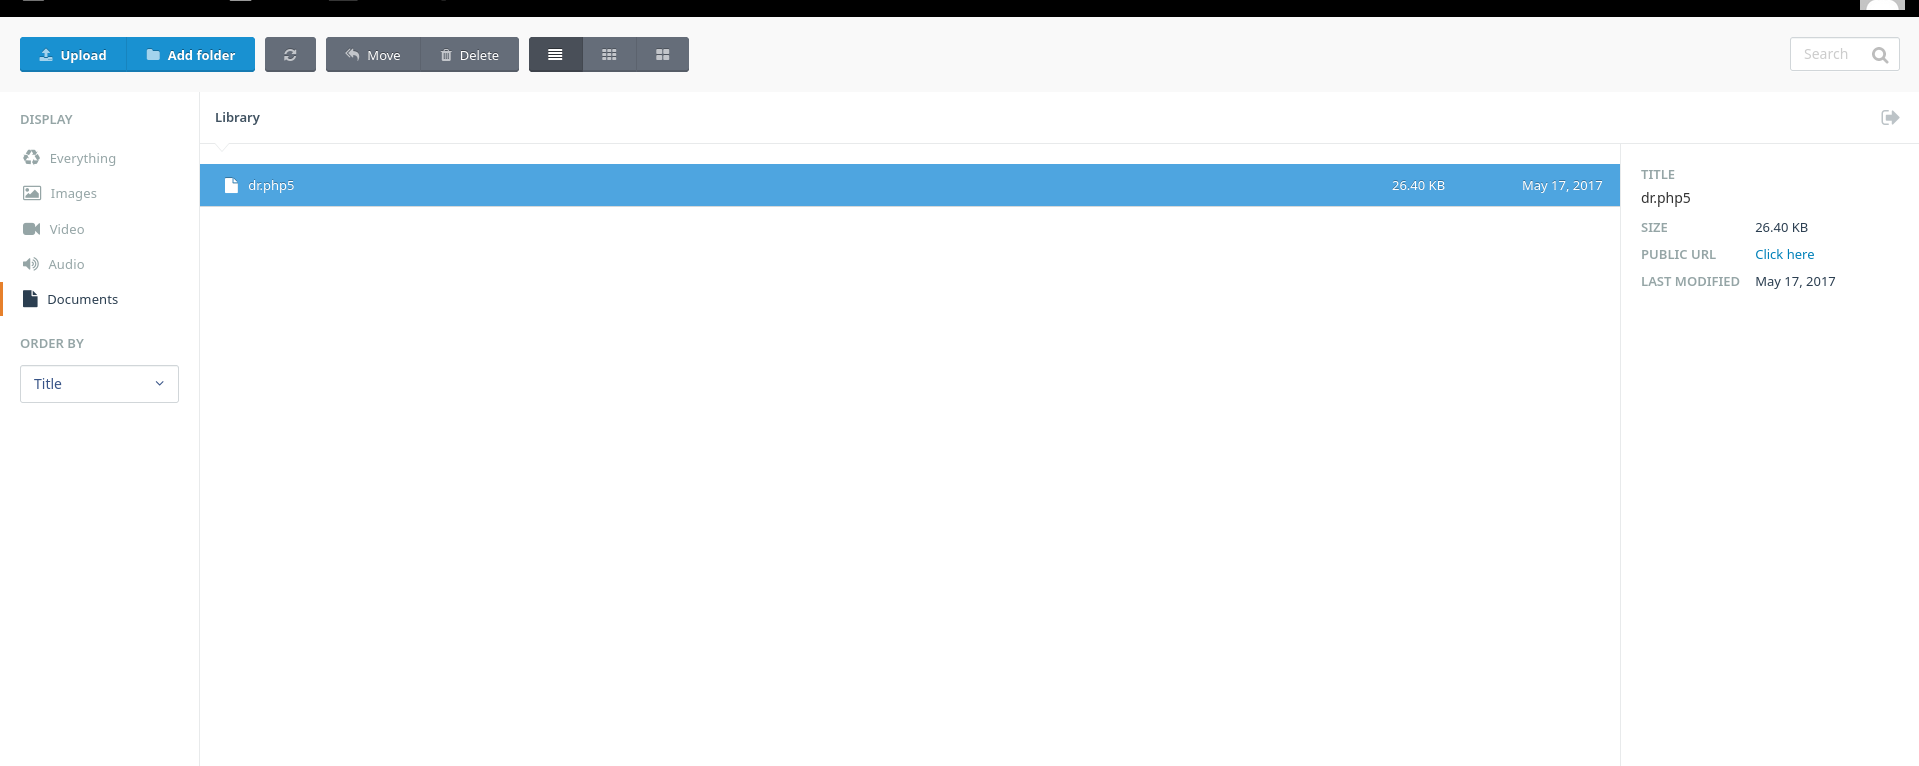 Upload Add folder Move Delete Search
DISPLAY
Everything
Images
Video
Audio
Documents
ORDER BY
Title
Library
dr.php5 26.40 KB May 17, 2017
TITLE
dr.php5
SIZE 26.40 KB
PUBLIC URL Click here
LAST MODIFIED May 17, 2017